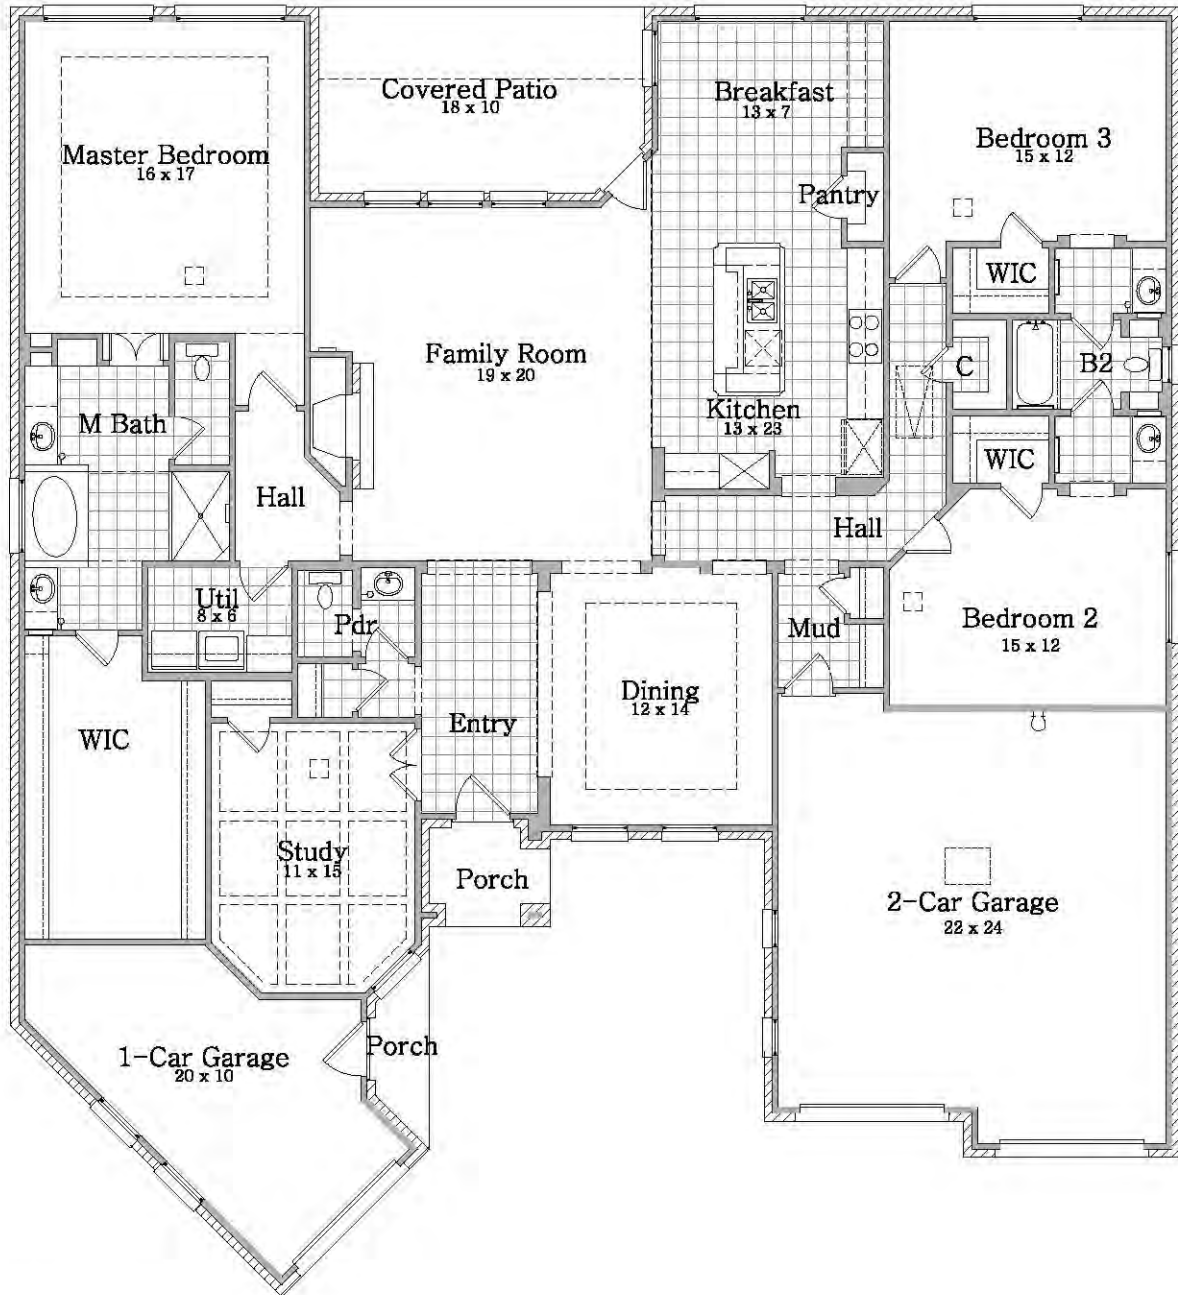 Covered Patio
18 x 10
Breakfast
13 x 7
Master Bedroom
16 x 17
Bedroom 3
15 x 12
Pantry
WIC
Family Room
19 x 20
C
B2
M Bath
Kitchen
13 x 23
WIC
Hall
Hall
Util
8 x 6
Pdr
Mud
Bedroom 2
15 x 12
Dining
12 x 14
WIC
Entry
Study
11 x 15
Porch
2-Car Garage
22 x 24
1-Car Garage
20 x 10
Porch